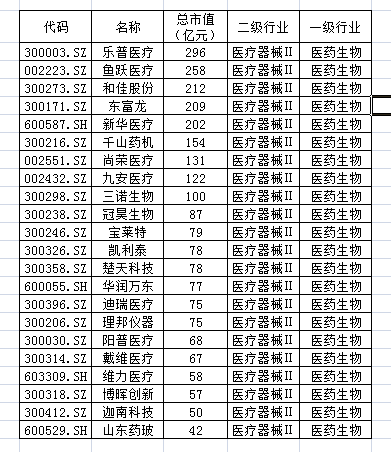 代码 名称 总市值（亿元） 二级行业 一级行业
300003.SZ 乐普医疗 296 医疗器械Ⅱ 医药生物
002223.SZ 鱼跃医疗 258 医疗器械Ⅱ 医药生物
300273.SZ 和佳股份 212 医疗器械Ⅱ 医药生物
300171.SZ 东富龙 209 医疗器械Ⅱ 医药生物
600587.SH 新华医疗 202 医疗器械Ⅱ 医药生物
300216.SZ 千山药机 154 医疗器械Ⅱ 医药生物
002551.SZ 尚荣医疗 131 医疗器械Ⅱ 医药生物
002432.SZ 九安医疗 122 医疗器械Ⅱ 医药生物
300298.SZ 三诺生物 100 医疗器械Ⅱ 医药生物
300238.SZ 冠昊生物 87 医疗器械Ⅱ 医药生物
300246.SZ 宝莱特 79 医疗器械Ⅱ 医药生物
300326.SZ 凯利泰 78 医疗器械Ⅱ 医药生物
300358.SZ 楚天科技 78 医疗器械Ⅱ 医药生物
600055.SH 华润万东 77 医疗器械Ⅱ 医药生物
300396.SZ 迪瑞医疗 75 医疗器械Ⅱ 医药生物
300206.SZ 理邦仪器 75 医疗器械Ⅱ 医药生物
300030.SZ 阳普医疗 68 医疗器械Ⅱ 医药生物
300314.SZ 戴维医疗 67 医疗器械Ⅱ 医药生物
603309.SH 维力医疗 58 医疗器械Ⅱ 医药生物
300318.SZ 博晖创新 57 医疗器械Ⅱ 医药生物
300412.SZ 迦南科技 50 医疗器械Ⅱ 医药生物
600529.SH 山东药玻 42 医疗器械Ⅱ 医药生物